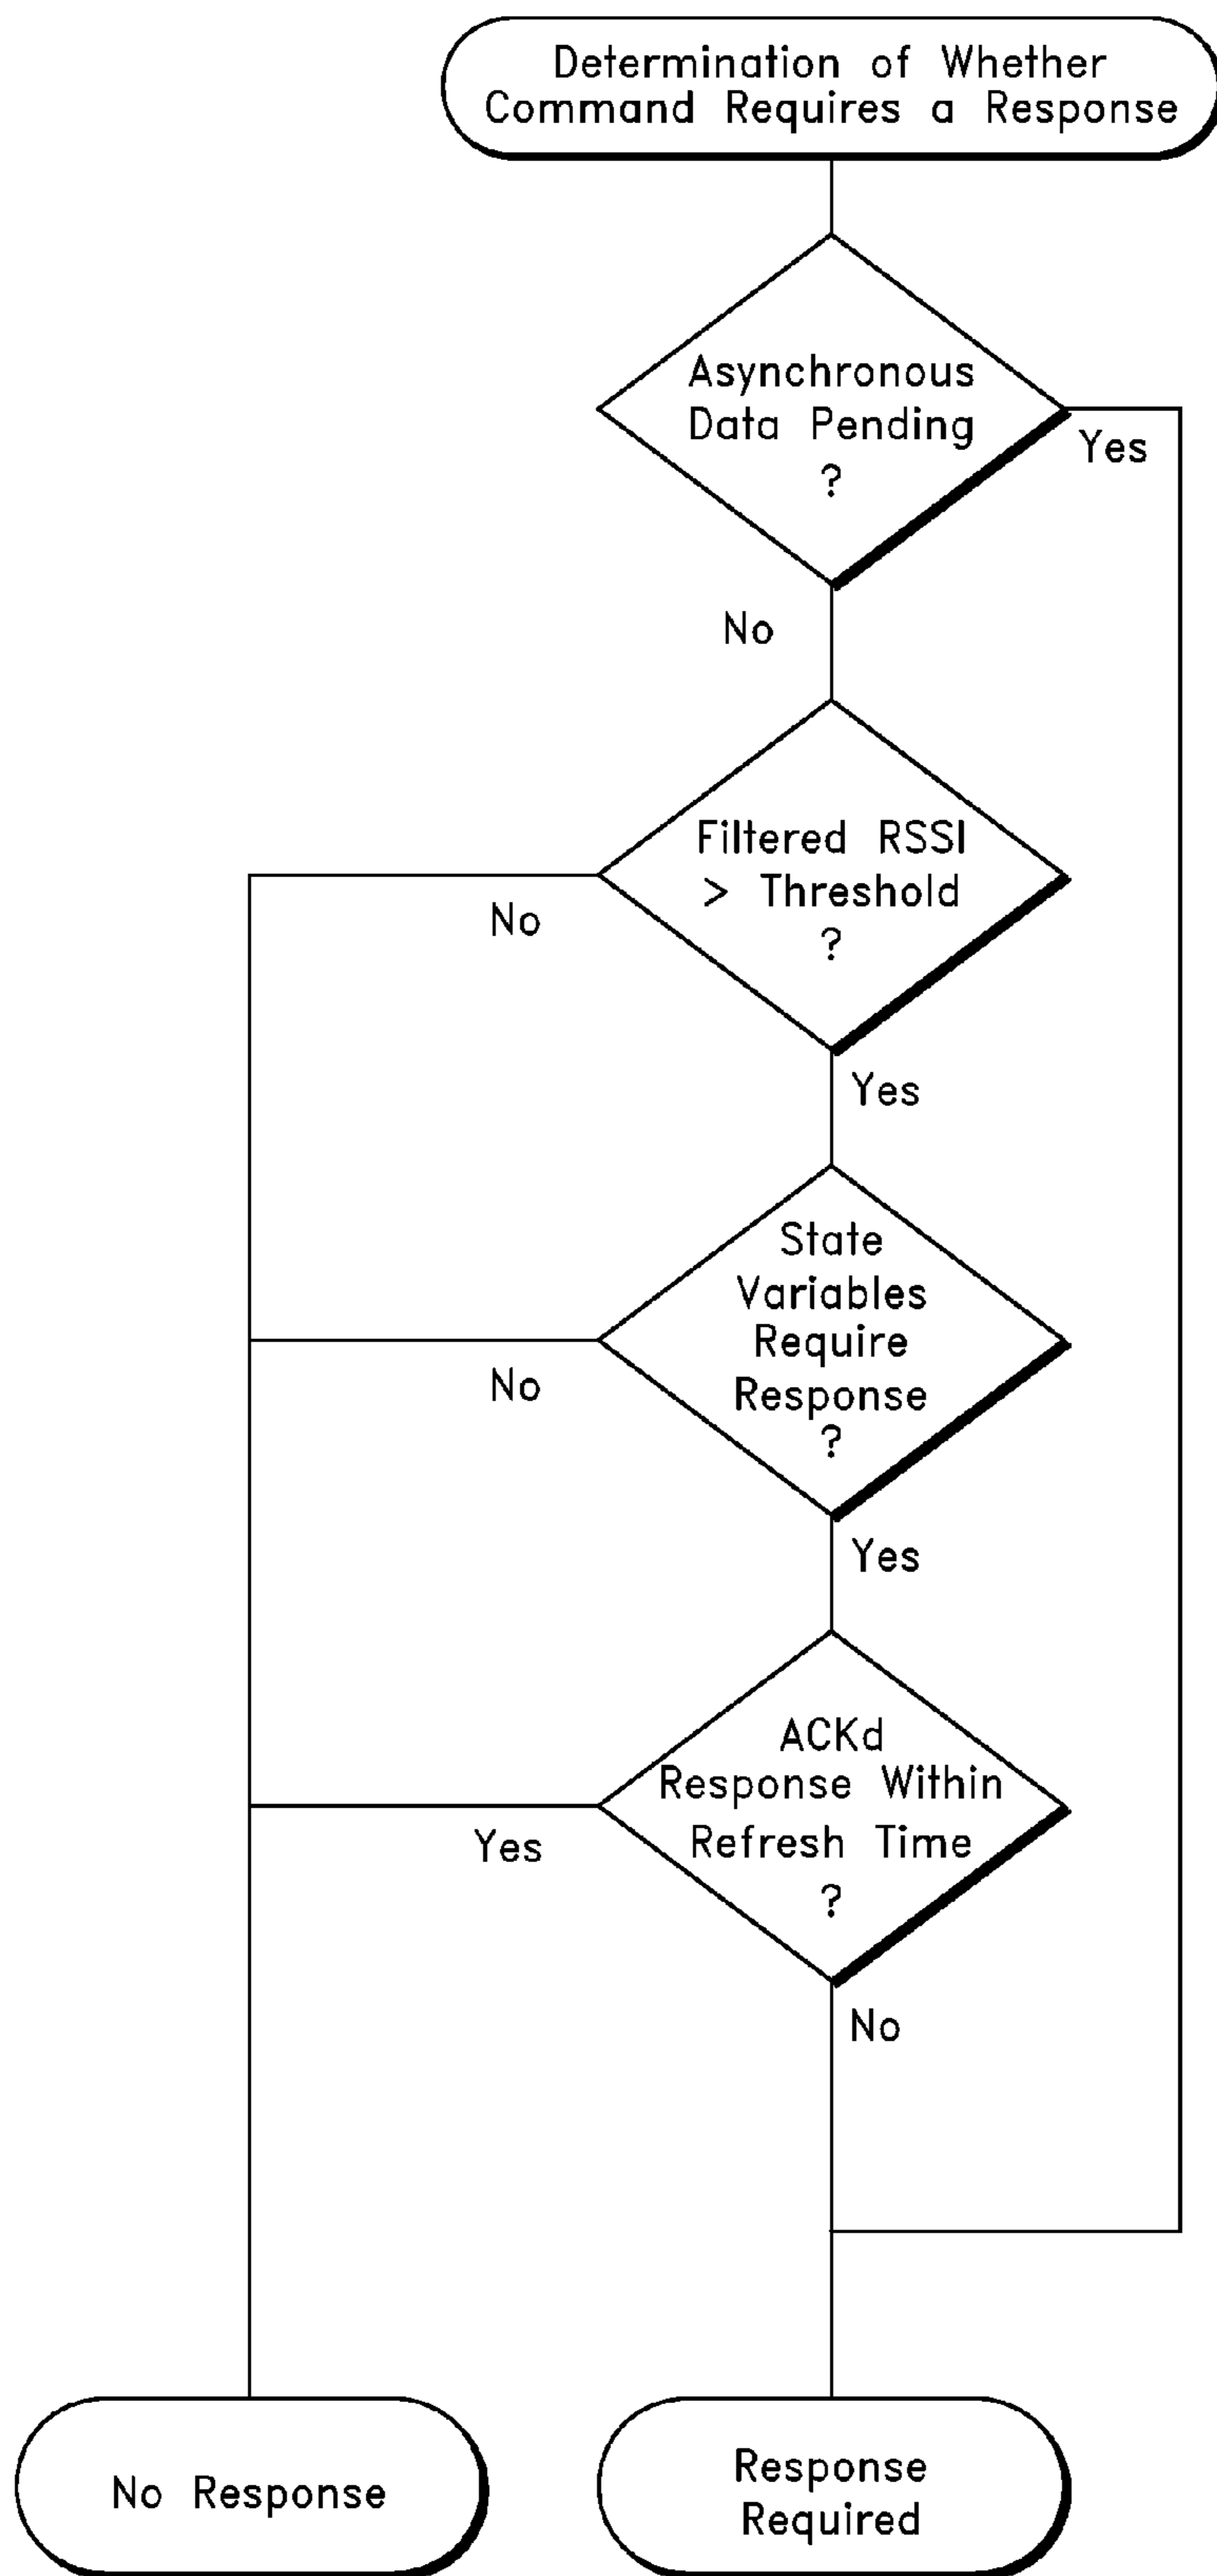 Determination of Whether
Command Requires a Response
Asynchronous
Data Pending
?
Yes
No
Filtered RSSI
> Threshold
?
No
Yes
State
Variables
Require
Response
?
No
Yes
ACKd
Response Within
Refresh Time
?
Yes
No
No Response
Response
Required